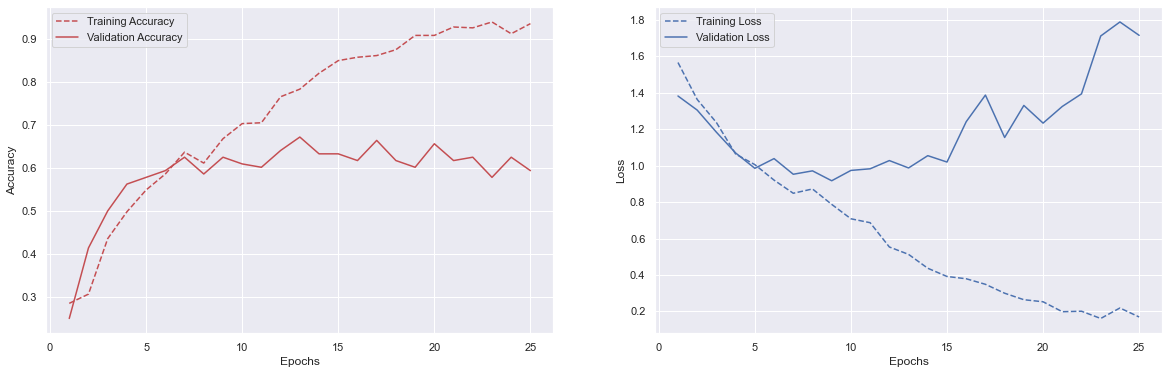 Training Accuracy
Validation Accuracy
0.9
0.8
0.7
0.6
0.5
0.4
0.3
Accuracy
0 5 10 15 20 25
Epochs
Training Loss
Validation Loss
1.8
1.6
1.4
1.2
1.0
0.8
0.6
0.4
0.2
Loss
0 5 10 15 20 25
Epochs